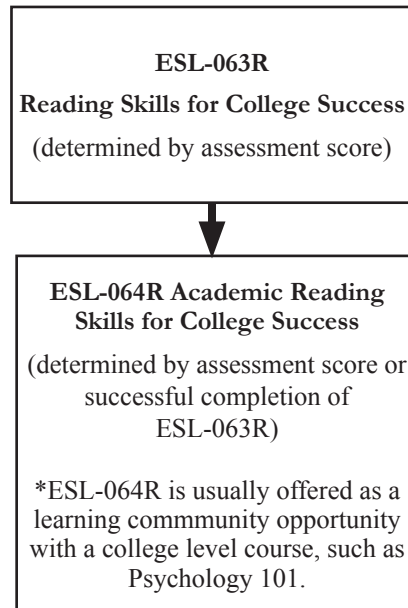 ESL-063R
Reading Skills for College Success
(determined by assessment score)
ESL-064R Academic Reading
Skills for College Success
(determined by assessment score or
successful completion of
ESL-063R)
*ESL-064R is usually offered as a
learning commmunity opportunity
with a college level course, such as
Psychology 101.